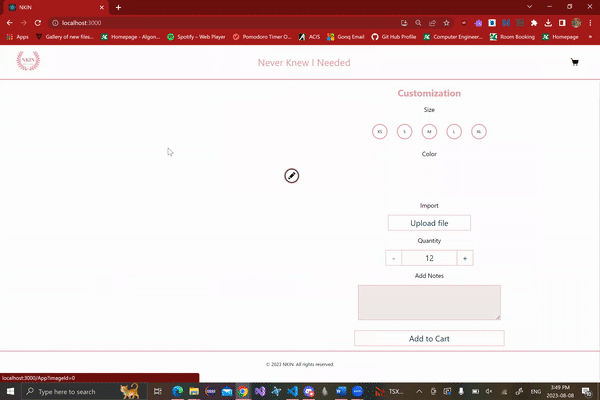 NKIN
localhost:3000
Apps
Gallery of new files...
Homepage - Algon...
Spotify – Web Player
Pomodoro Timer O...
ACIS
Gonq Email
Git Hub Profile
Computer Engineer...
Room Booking
Homepage
NKIN
Never Knew I Needed
Customization
Size
XS
S
M
L
XL
Color
Import
Upload file
Quantity
- 12 +
Add Notes
Add to Cart
© 2023 NKIN. All rights reserved.
localhost:3000/App?imageId=0
Type here to search
TSX...
ENG
3:49 PM
2023-08-08